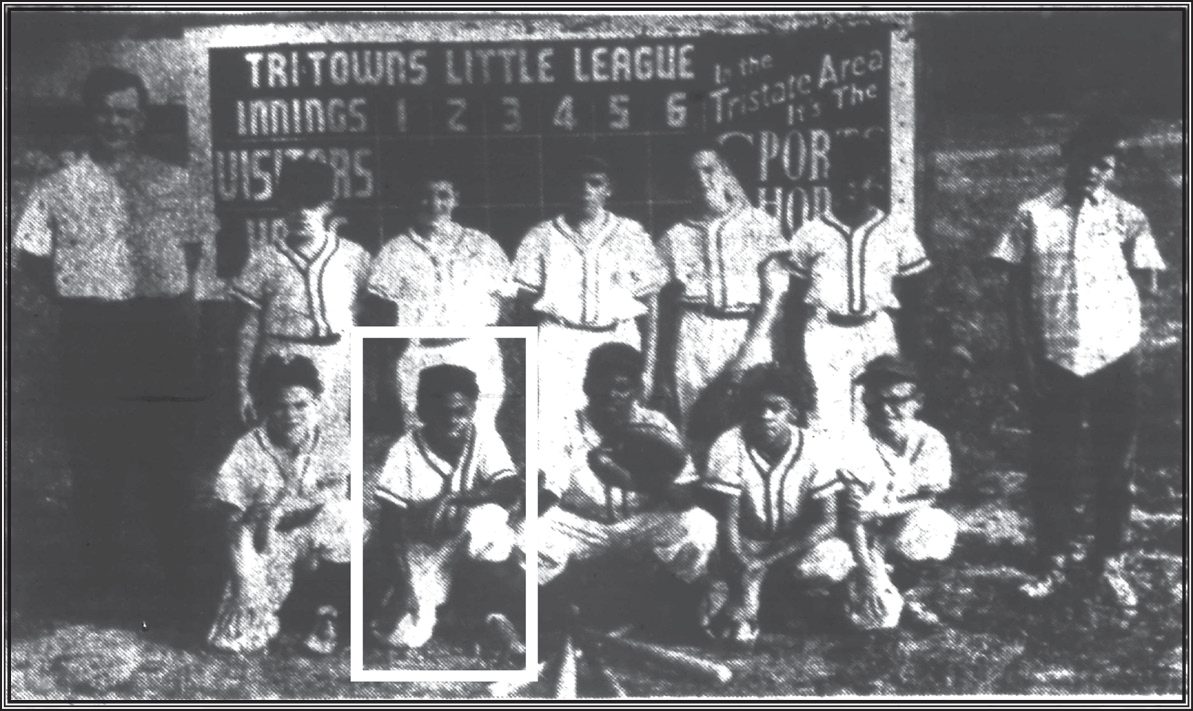 TRI-TOWNS LITTLE LEAGUE
INNINGS 1 2 3 4 5 6
VISITORS
In the
Tristate Area
It's The